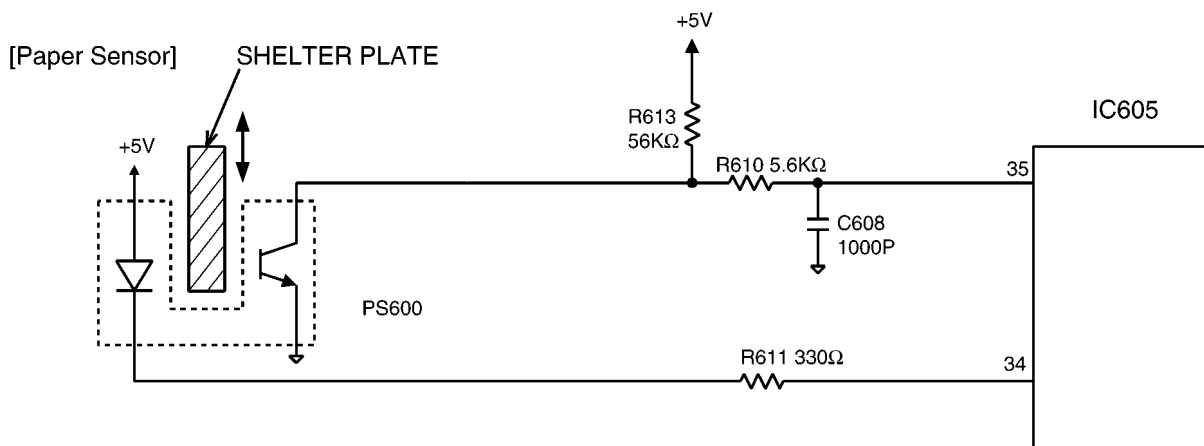 +5V
[Paper Sensor]
SHELTER PLATE
R613
56KΩ
IC605
+5V
R610 5.6KΩ
35
C608
1000P
PS600
R611 330Ω
34